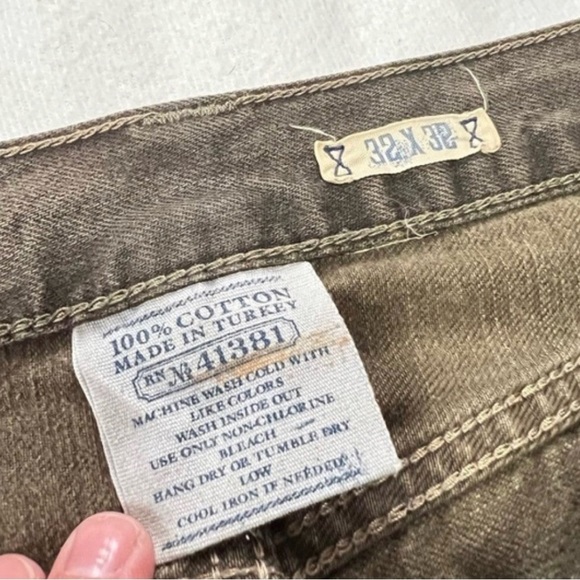 32 X 32
100% COTTON
MADE IN TURKEY
RN № 41381
MACHINE WASH COLD WITH
LIKE COLORS
WASH INSIDE OUT
USE ONLY NON-CHLORINE
BLEACH
HANG DRY OR TUMBLE DRY
LOW
COOL IRON IF NEEDED